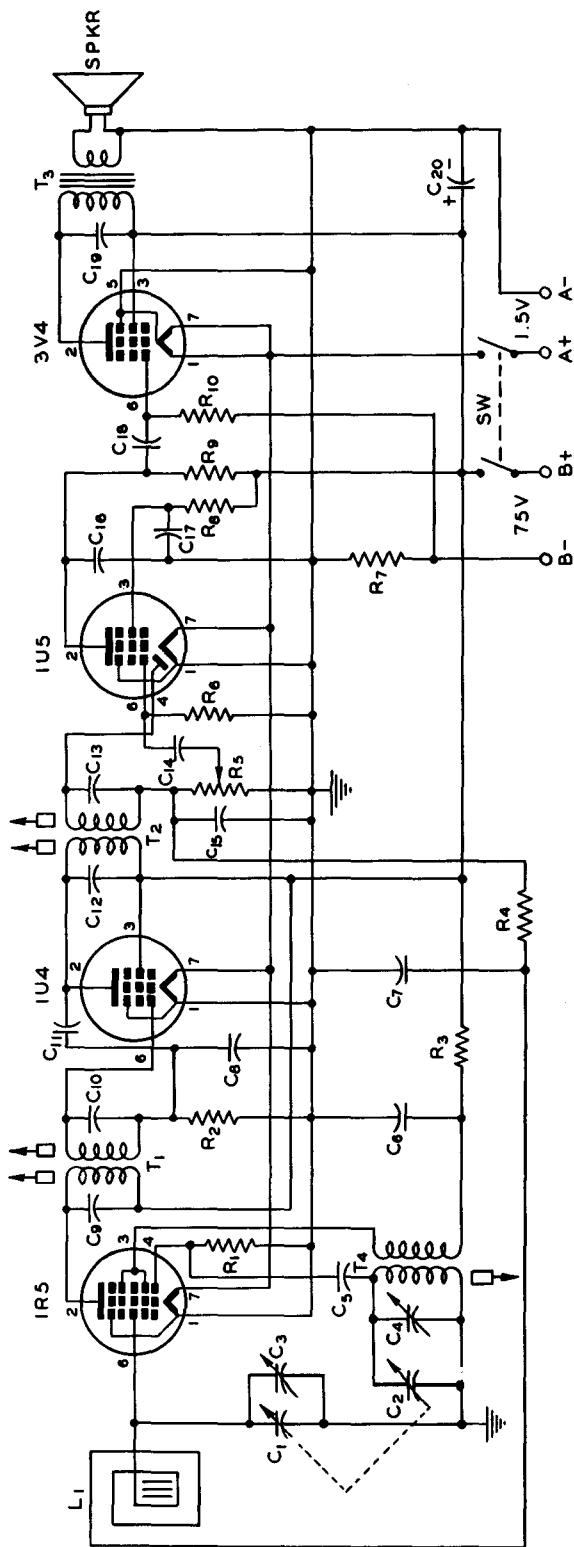 1R5
1U4
1U5
3V4
T3
SPKR
L1
2
C9
C10
T1
C11
2
C12
T2
C13
2
C16
2
C19
6
3
4
1
7
R1
6
3
1
7
R2
C8
6
4
3
1
7
C14
R5
C15
R6
C17
R8
R9
C18
6
5
3
1
7
R10
C1
C3
C5
T4
C2
C4
C6
C7
R3
R4
R7
C20
+
-
SW
75V
1.5V
B-
B+
A+
A-